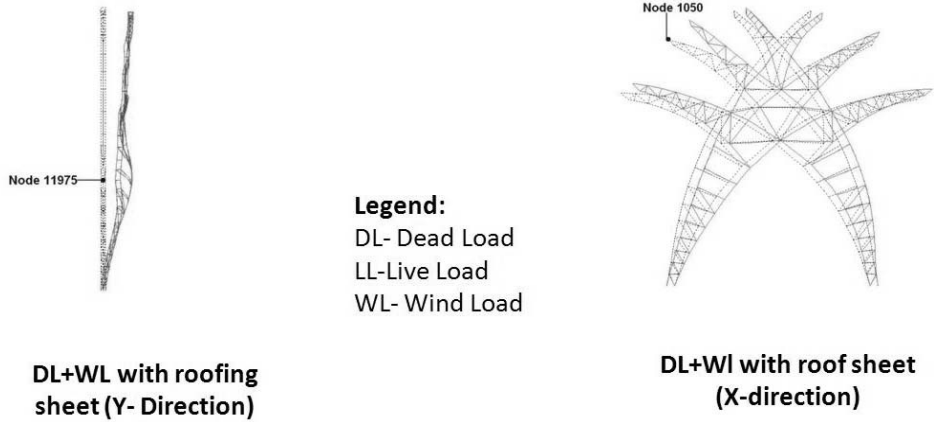 Node 1050
Node 11975
Legend:
DL- Dead Load
LL-Live Load
WL- Wind Load
DL+WL with roofing
sheet (Y- Direction)
DL+Wl with roof sheet
(X-direction)